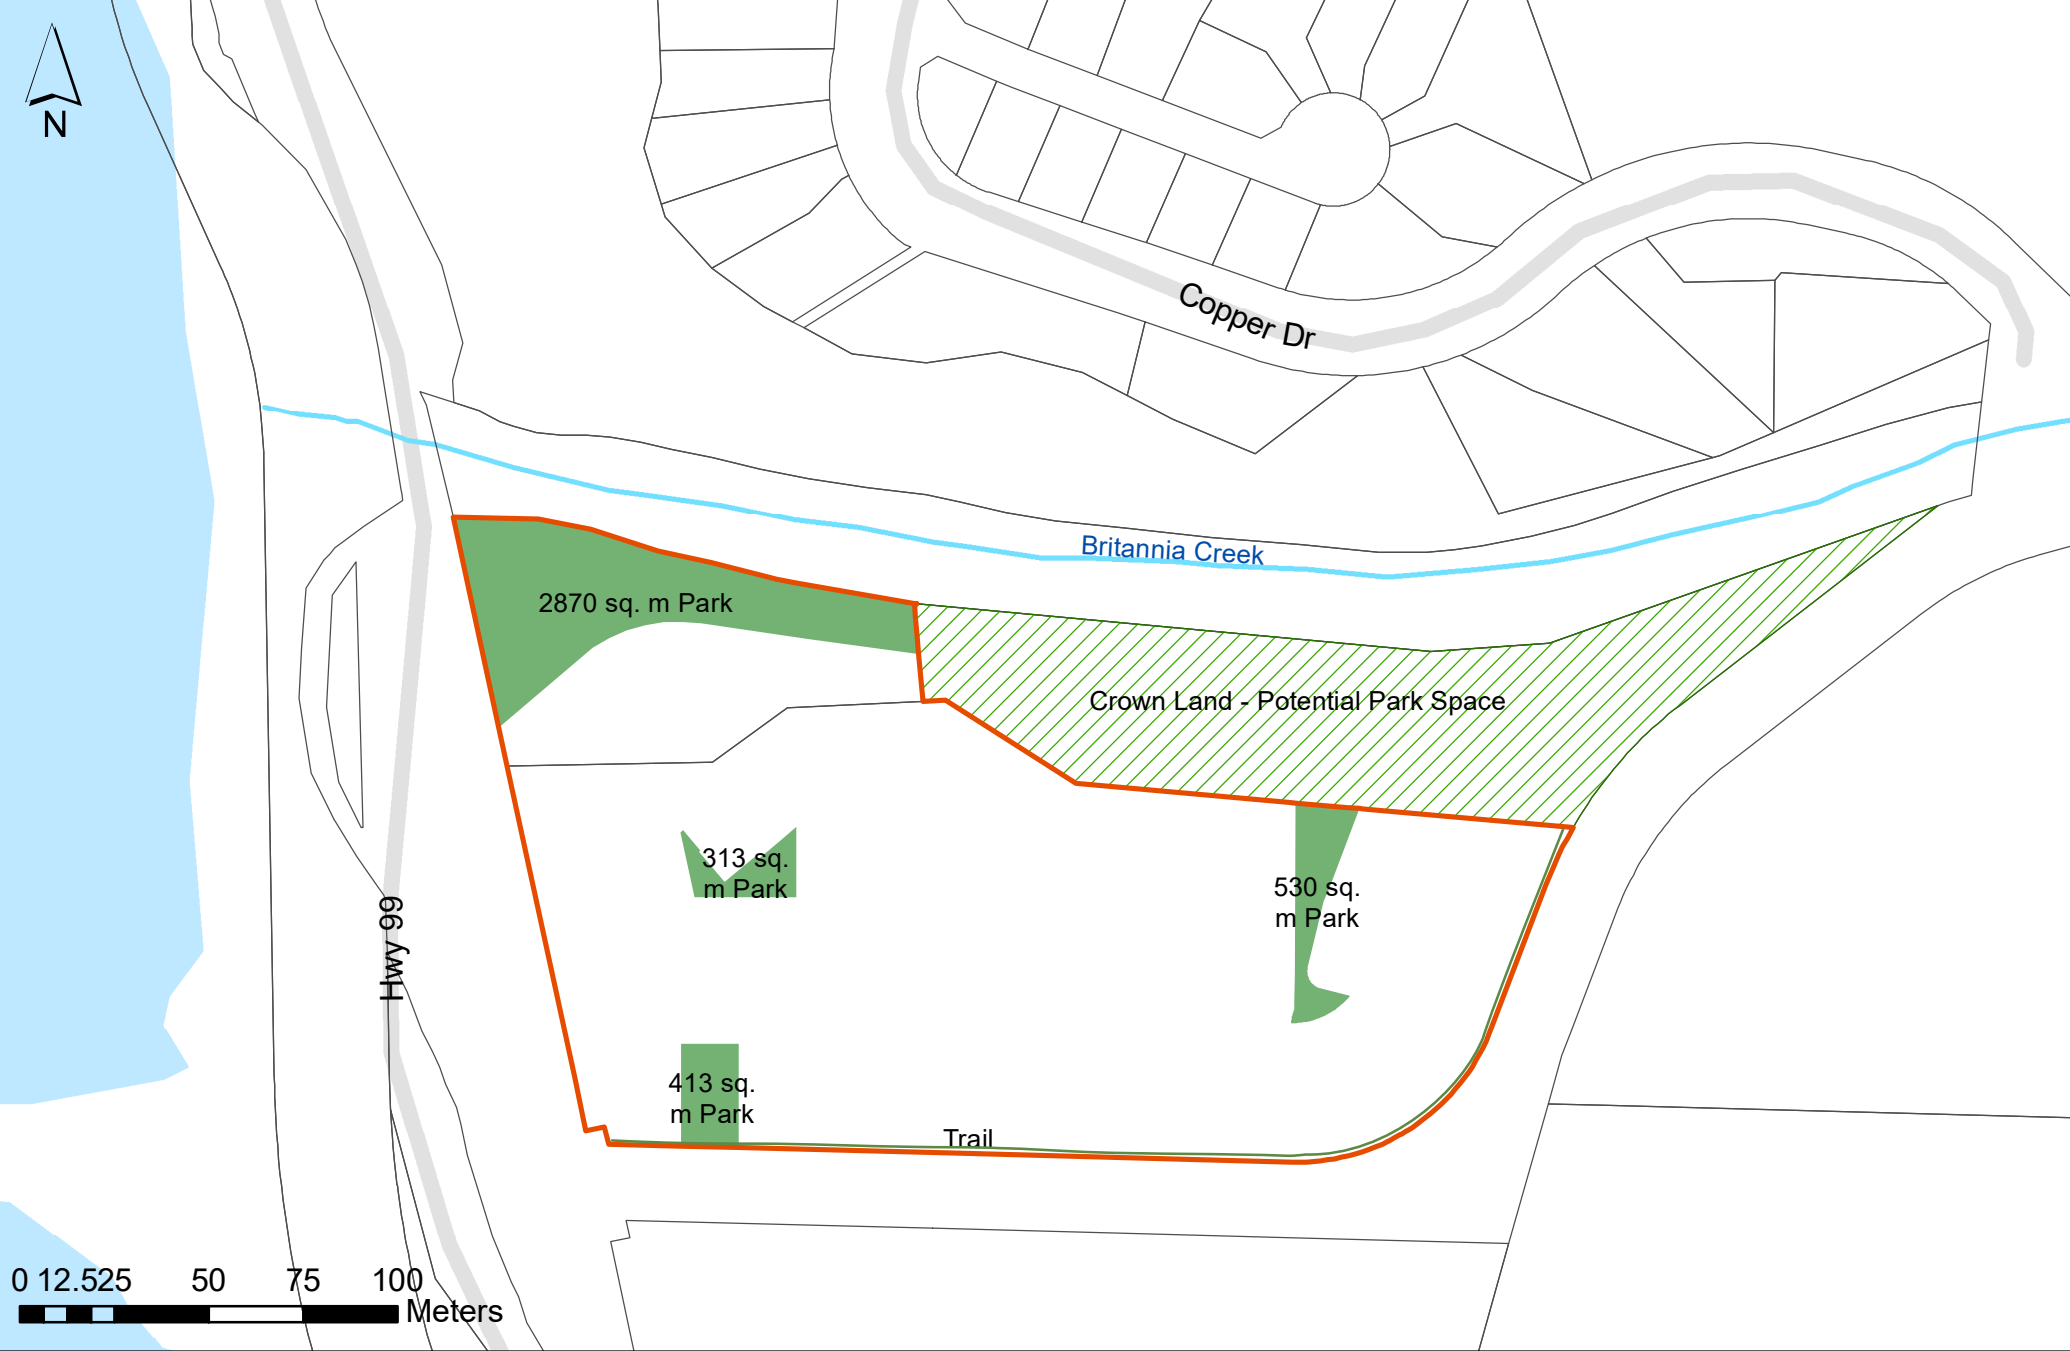 N
Copper Dr
Britannia Creek
2870 sq. m Park
Crown Land - Potential Park Space
313 sq.
m Park
530 sq.
m Park
Hwy 99
413 sq.
m Park
Trail
0 12.525 50 75 100
Meters